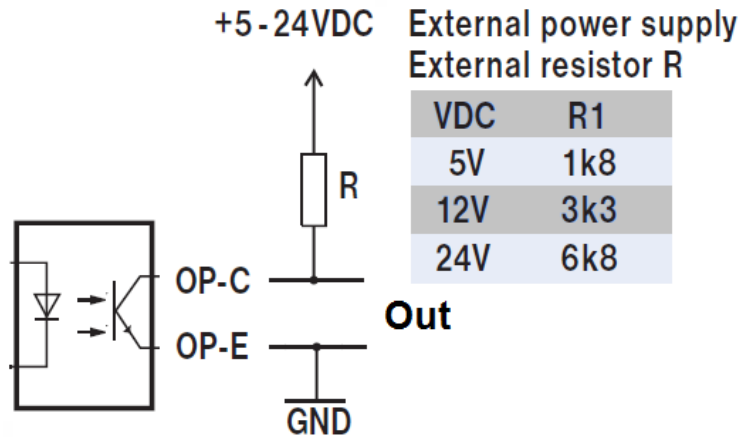 +5-24VDC External power supply
External resistor R
VDC R1
5V 1k8
12V 3k3
24V 6k8
R
OP-C
Out
OP-E
GND